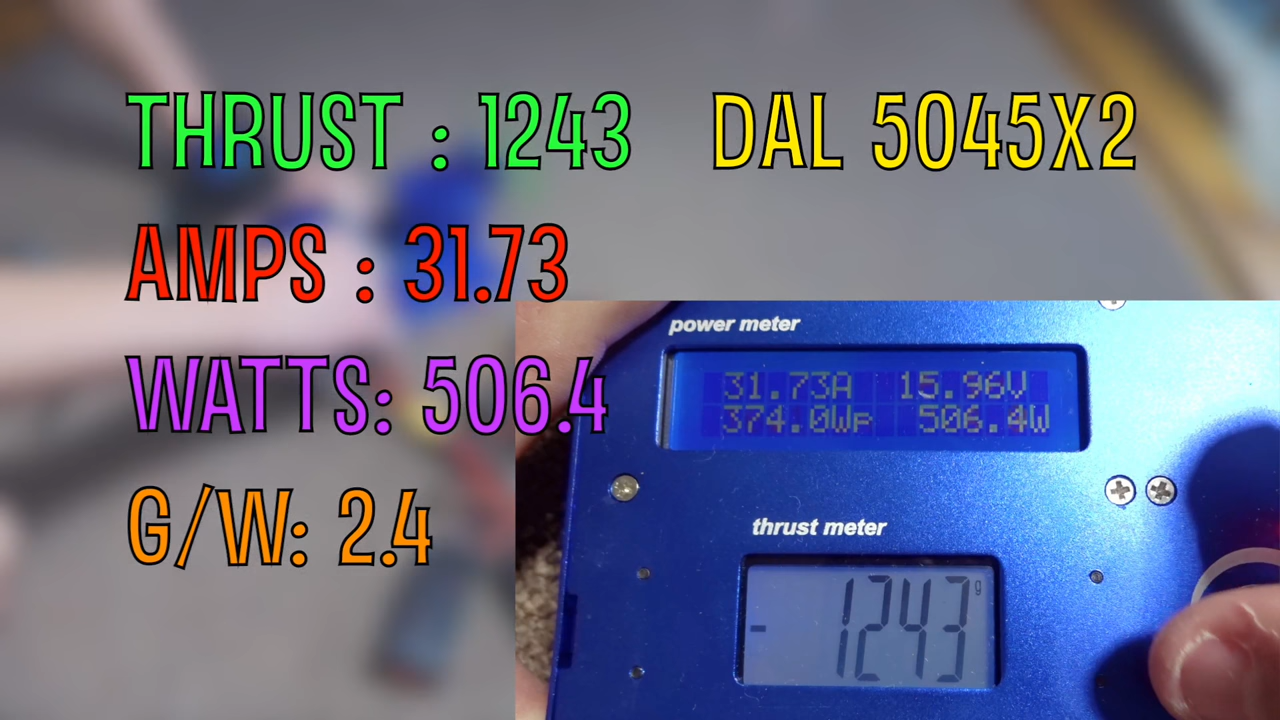 THRUST : 1243 DAL 5045X2
AMPS : 31.73
WATTS: 506.4
G/W: 2.4
power meter
31.73A 15.96V
374.0Wp 506.4W
thrust meter
-1243g